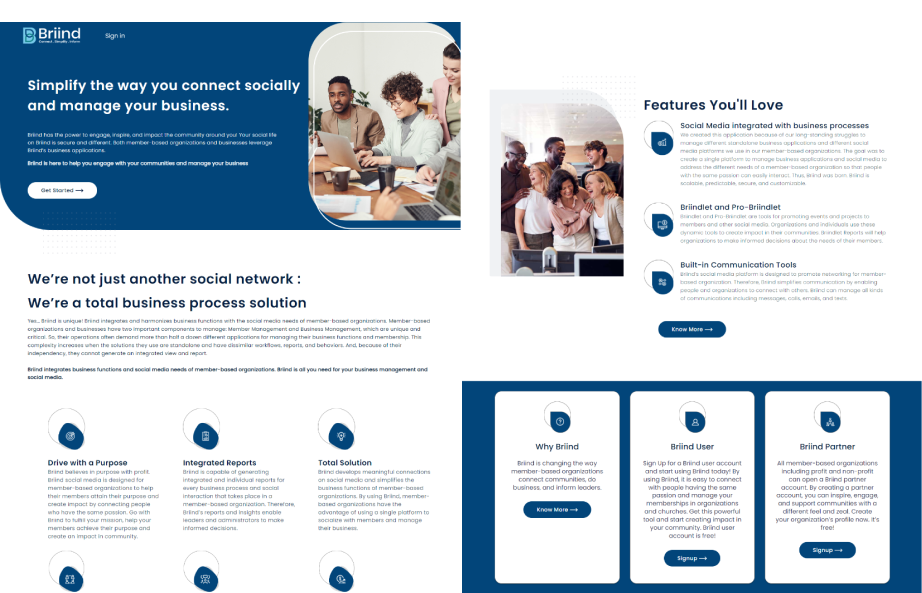 Briind
Connect. Simplify. Inform.
Sign in
Simplify the way you connect socially
and manage your business.
Briind has the power to engage, inspire, and impact the community around you! Your social life
on Briind is secure and different. Both member-based organizations and businesses leverage
Briind's business applications.
Briind is here to help you engage with your communities and manage your business
Get Started →
We're not just another social network :
We're a total business process solution
Yes... Briind is unique! Briind integrates and harmonizes business functions with the social media needs of member-based organizations. Member-based
organizations and businesses have two important components to manage: Member Management and Business Management, which are unique and
critical. So, their operations often demand more than half a dozen different applications for managing their business functions and membership. This
complexity increases when the solutions they use are standalone and have dissimilar workflows, reports, and behaviors. And, because of their
independency, they cannot generate an integrated view and report.
Briind integrates business functions and social media needs of member-based organizations. Briind is all you need for your business management and
social media.
Drive with a Purpose
Briind believes in purpose with profit.
Briind social media is designed for
member-based organizations to help
their members attain their purpose and
create impact by connecting people
who have the same passion. Go with
Briind to fulfil your mission, help your
members achieve their purpose and
create an impact in community.
Integrated Reports
Briind is capable of generating
integrated and individual reports for
every business process and social
interaction that takes place in a
member-based organization. Therefore,
Briind's reports and insights enable
leaders and administrators to make
informed decisions.
Total Solution
Briind develops meaningful connections
on social media and simplifies the
business functions of member-based
organizations. By using Briind, member-
based organizations have the
advantage of using a single platform to
socialize with members and manage
their business.
Features You'll Love
Social Media integrated with business processes
We created this application because of our long-standing struggles to
manage different standalone business applications and different social
media platforms we use in our member based organizations. The goal was to
create a single platform to manage business applications and social media to
address the different needs of a member-based organization so that people
with the same passion can easily interact. Thus, Briind was born. Briind is
scalable, predictable, secure, and customizable.
Briindlet and Pro-Briindlet
Briindlet and Pro-Briindlet are tools for promoting events and projects to
members and other social media. Organizations and individuals use these
dynamic tools to create impact in their communities. Briindlet Reports will help
organizations to make informed decisions about the needs of their members.
Built-in Communication Tools
Briind's social media platform is designed to promote networking for member-
based organization. Therefore, Briind simplifies communication by enabling
people and organizations to connect with others. Briind can manage all kinds
of communications including messages, calls, emails, and texts.
Know More →
Why Briind
Briind is changing the way
member-based organizations
connect communities, do
business, and inform leaders.
Know More →
Briind User
Sign Up for a Briind user account
and start using Briind today! By
using Briind, it is easy to connect
with people having the same
passion and manage your
memberships in organizations
and churches. Get this powerful
tool and start creating impact in
your community. Briind user
account is free!
Signup →
Briind Partner
All member-based organizations
including profit and non-profit
can open a Briind partner
account. By creating a partner
account, you can inspire, engage,
and support communities with a
different feel and zeal. Create
your organization's profile now. It's
free!
Signup →